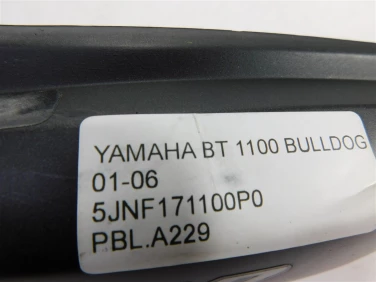 YAMAHA BT 1100 BULLDOG
01-06
5JNF171100P0
PBL.A229